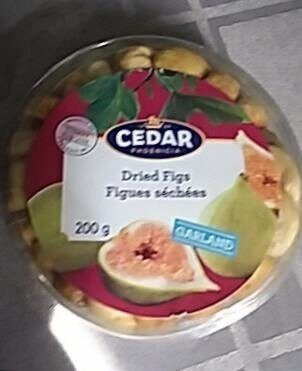 CEDAR
PHOENICIA
Dried Figs
Figues séchées
200 g
GARLAND